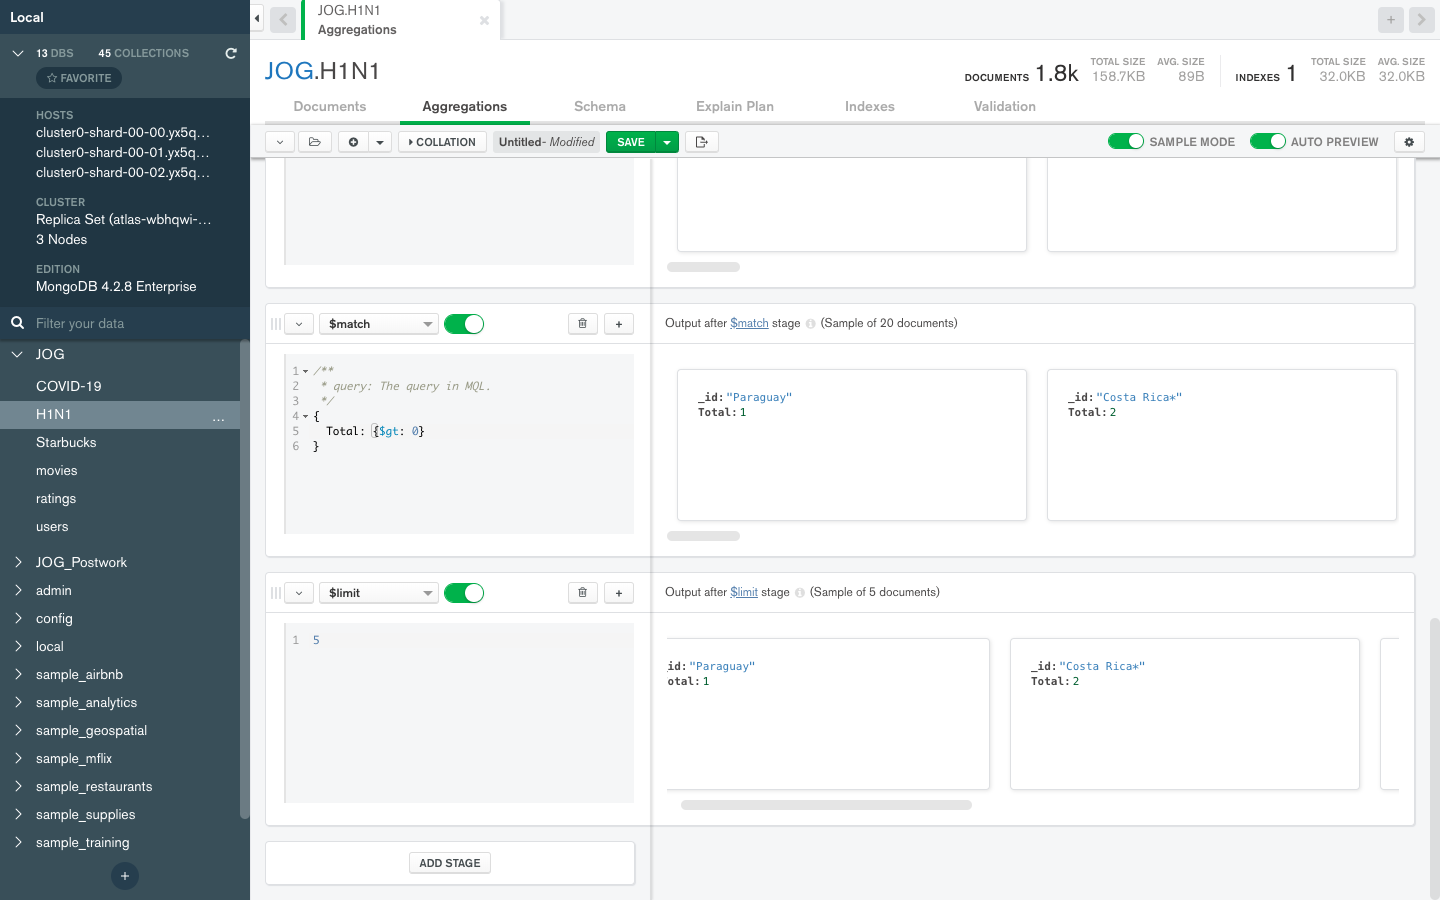 Local
13 DBS 45 COLLECTIONS
FAVORITE
HOSTS
cluster0-shard-00-00.yx5q...
cluster0-shard-00-01.yx5q...
cluster0-shard-00-02.yx5q...
CLUSTER
Replica Set (atlas-wbhqwi-...
3 Nodes
EDITION
MongoDB 4.2.8 Enterprise
Filter your data
JOG
COVID-19
H1N1 ...
Starbucks
movies
ratings
users
JOG_Postwork
admin
config
local
sample_airbnb
sample_analytics
sample_geospatial
sample_mflix
sample_restaurants
sample_supplies
sample_training
+
JOG.H1N1
Aggregations
JOG.H1N1
DOCUMENTS 1.8k TOTAL SIZE 158.7KB AVG. SIZE 89B INDEXES 1 TOTAL SIZE 32.0KB AVG. SIZE 32.0KB
Documents Aggregations Schema Explain Plan Indexes Validation
COLLATION Untitled- Modified SAVE SAMPLE MODE AUTO PREVIEW
$match +
Output after $match stage (Sample of 20 documents)
1 /**
2 * query: The query in MQL.
3 */
4 {
5 Total: {$gt: 0}
6 }
_id:"Paraguay"
Total:1
_id:"Costa Rica*"
Total:2
$limit +
Output after $limit stage (Sample of 5 documents)
1 5
id:"Paraguay"
otal:1
_id:"Costa Rica*"
Total:2
ADD STAGE